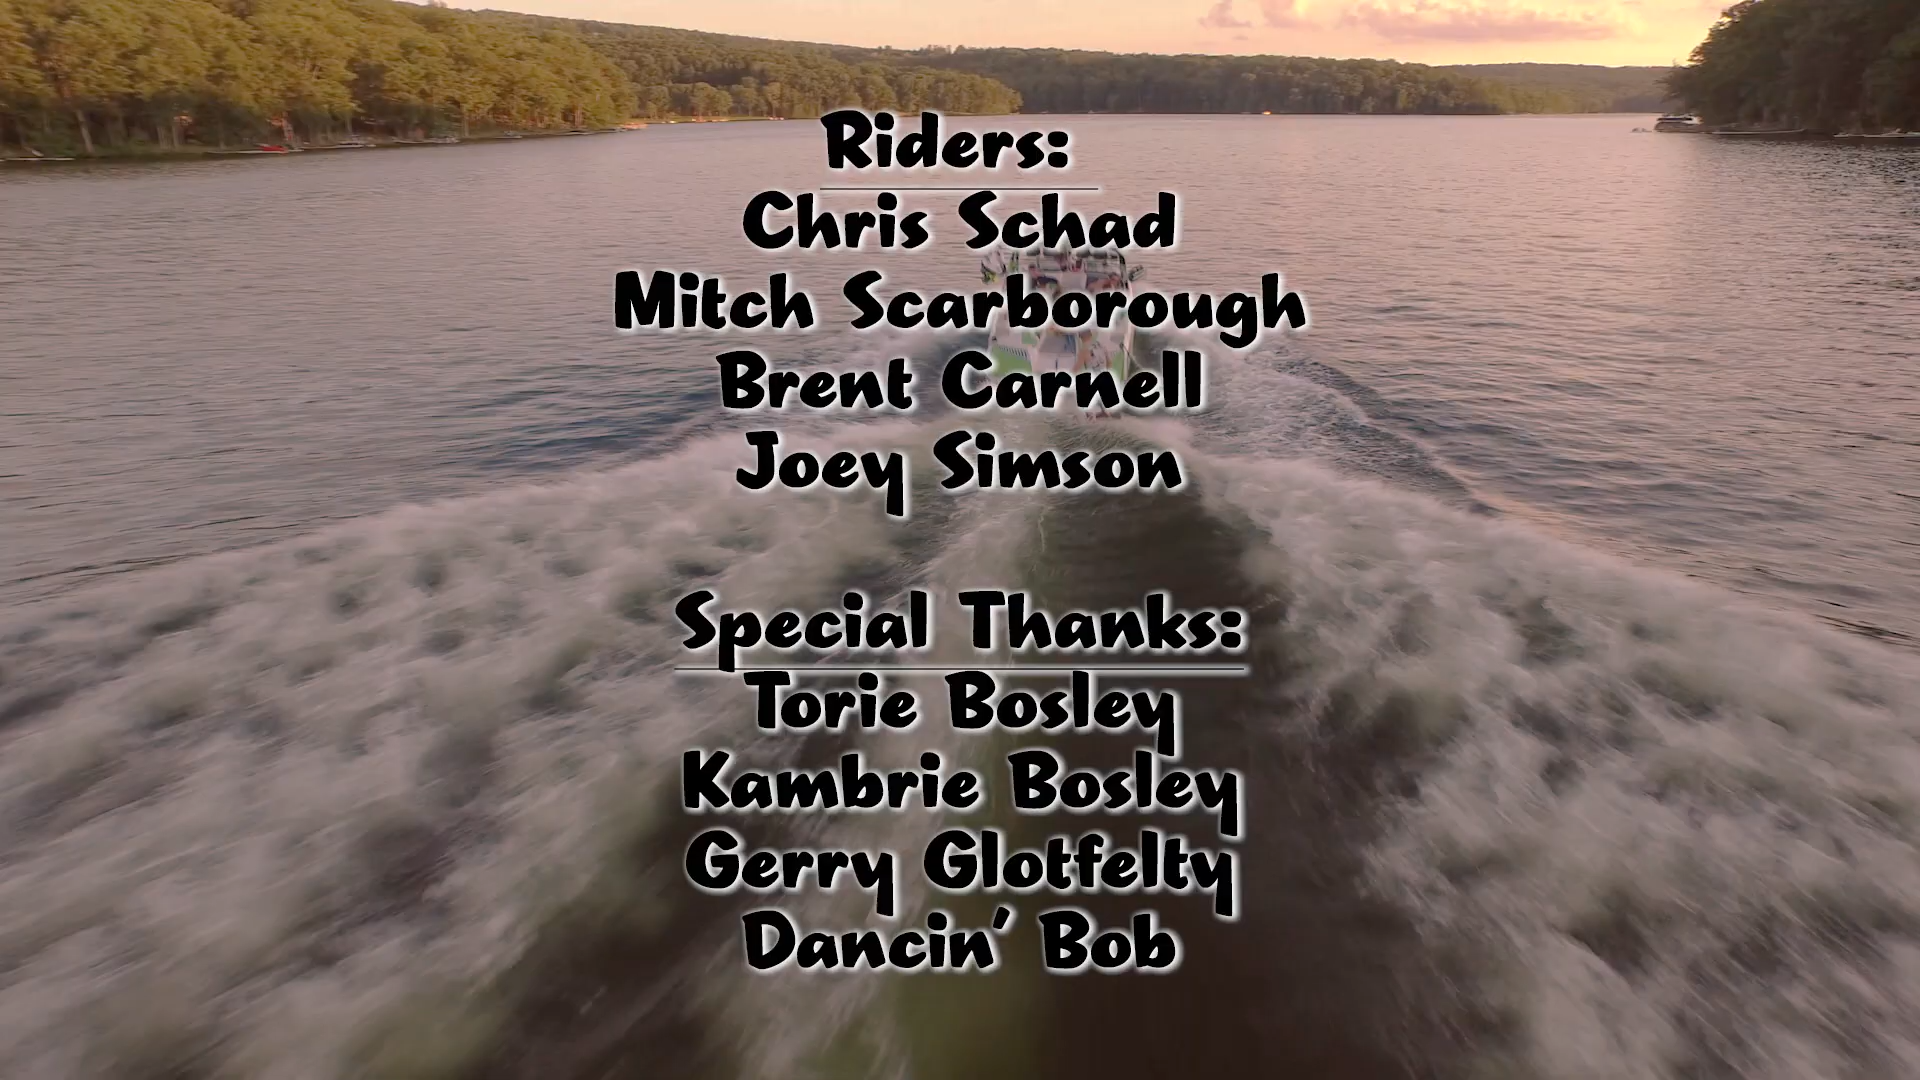 Riders:
Chris Schad
Mitch Scarborough
Brent Carnell
Joey Simson
Special Thanks:
Torie Bosley
Kambrie Bosley
Gerry Glotfelty
Dancin' Bob